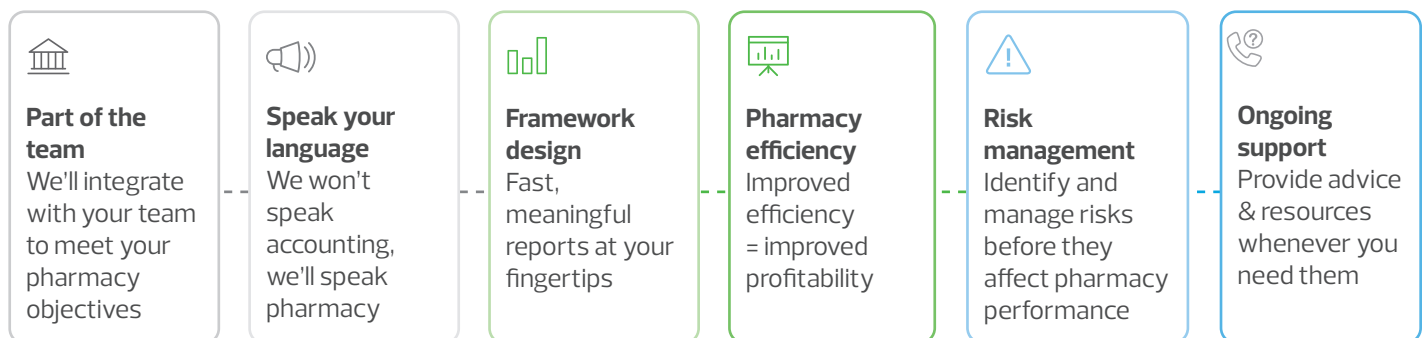 Part of the
team
We'll integrate
with your team
to meet your
pharmacy
objectives
Speak your
language
We won't
speak
accounting,
we'll speak
pharmacy
Framework
design
Fast,
meaningful
reports at your
fingertips
Pharmacy
efficiency
Improved
efficiency
= improved
profitability
Risk
management
Identify and
manage risks
before they
affect pharmacy
performance
Ongoing
support
Provide advice
& resources
whenever you
need them